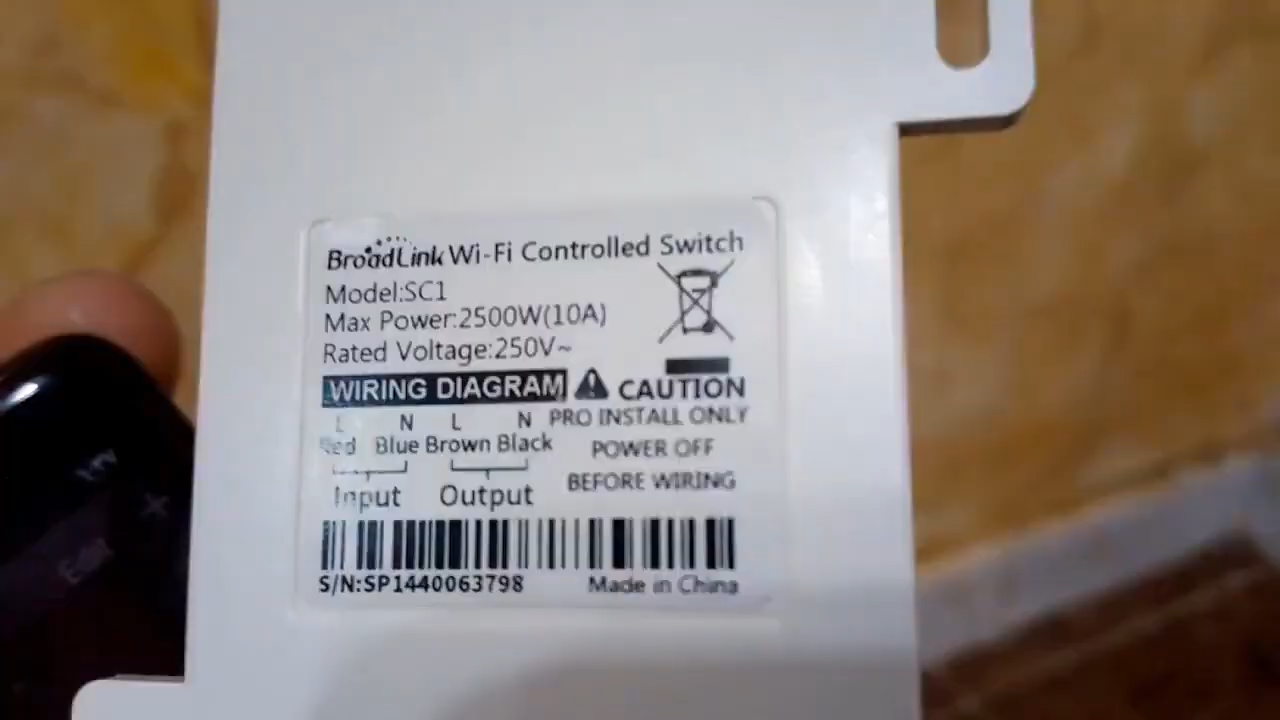 BroadLink Wi-Fi Controlled Switch
Model:SC1
Max Power:2500W(10A)
Rated Voltage:250V~
WIRING DIAGRAM
L N L N
Red Blue Brown Black
Input Output
CAUTION
PRO INSTALL ONLY
POWER OFF
BEFORE WIRING
S/N:SP1440063798 Made in China